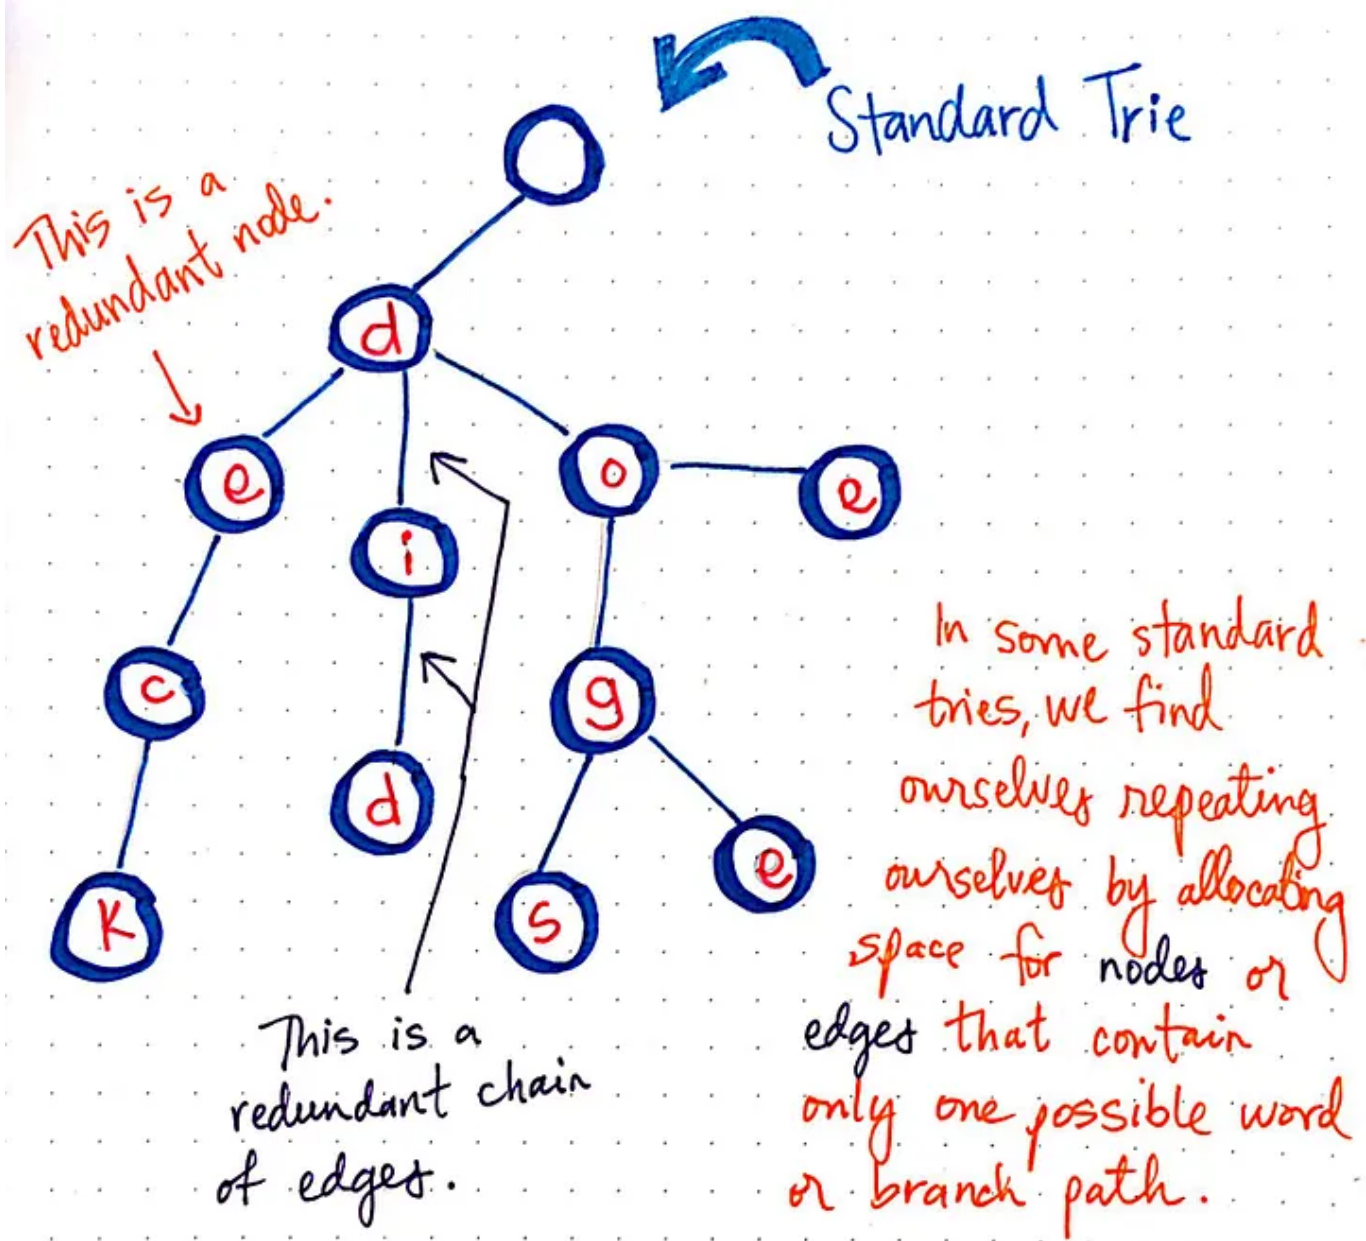 Standard Trie
This is a
redundant node.
d
e
i
o
e
c
d
g
k
s
e
This is a
redundant chain
of edges.
In some standard
tries, we find
ourselves repeating
ourselves by allocating
space for nodes or
edges that contain
only one possible word
or branch path.